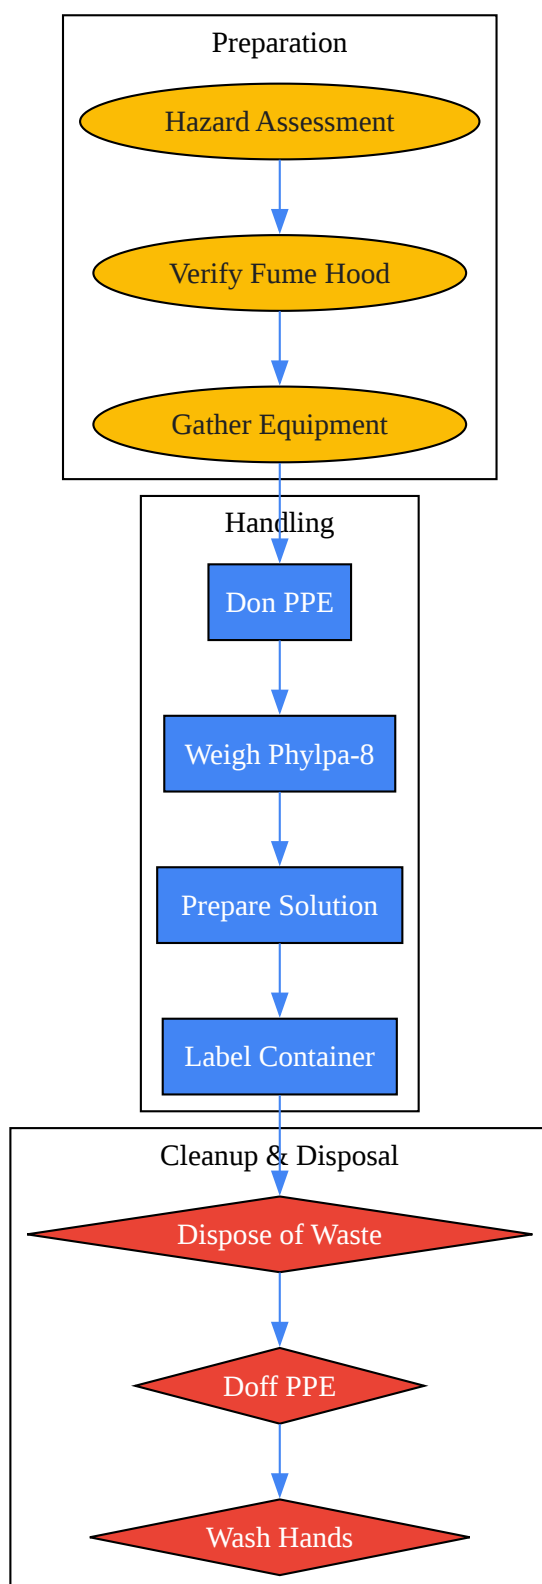 Preparation
Hazard Assessment
Verify Fume Hood
Gather Equipment
Handling
Don PPE
Weigh Phylpa-8
Prepare Solution
Label Container
Cleanup & Disposal
Dispose of Waste
Doff PPE
Wash Hands